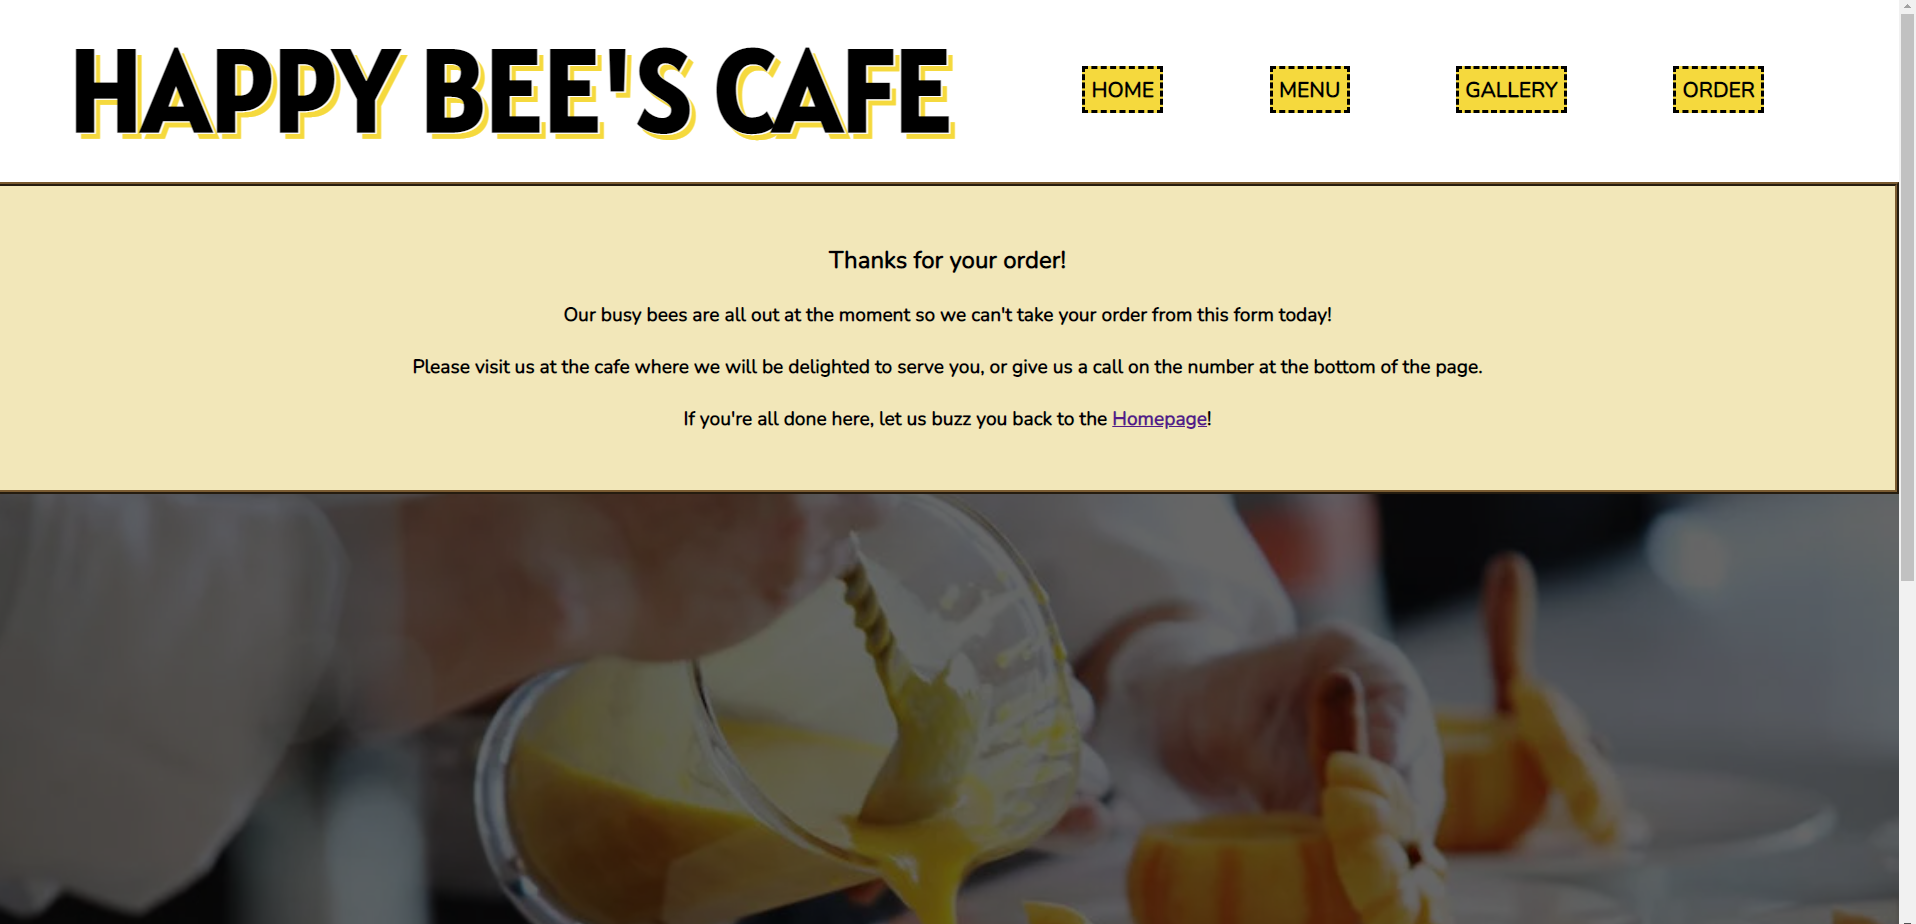 HAPPY BEE'S CAFE
HOME MENU GALLERY ORDER
Thanks for your order!
Our busy bees are all out at the moment so we can't take your order from this form today!
Please visit us at the cafe where we will be delighted to serve you, or give us a call on the number at the bottom of the page.
If you're all done here, let us buzz you back to the Homepage!